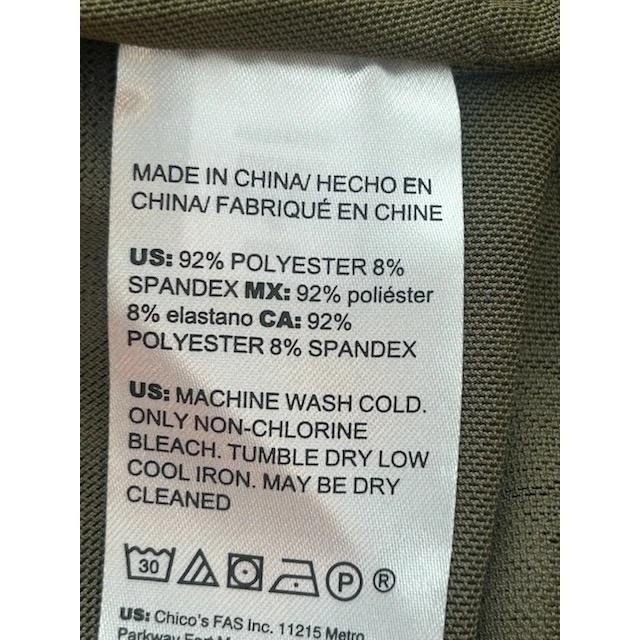 MADE IN CHINA/ HECHO EN
CHINA/ FABRIQUÉ EN CHINE
US: 92% POLYESTER 8%
SPANDEX MX: 92% poliéster
8% elastano CA: 92%
POLYESTER 8% SPANDEX
US: MACHINE WASH COLD.
ONLY NON-CHLORINE
BLEACH. TUMBLE DRY LOW
COOL IRON. MAY BE DRY
CLEANED
30 P ®
US: Chico's FAS Inc. 11215 Metro
Parkway Fort